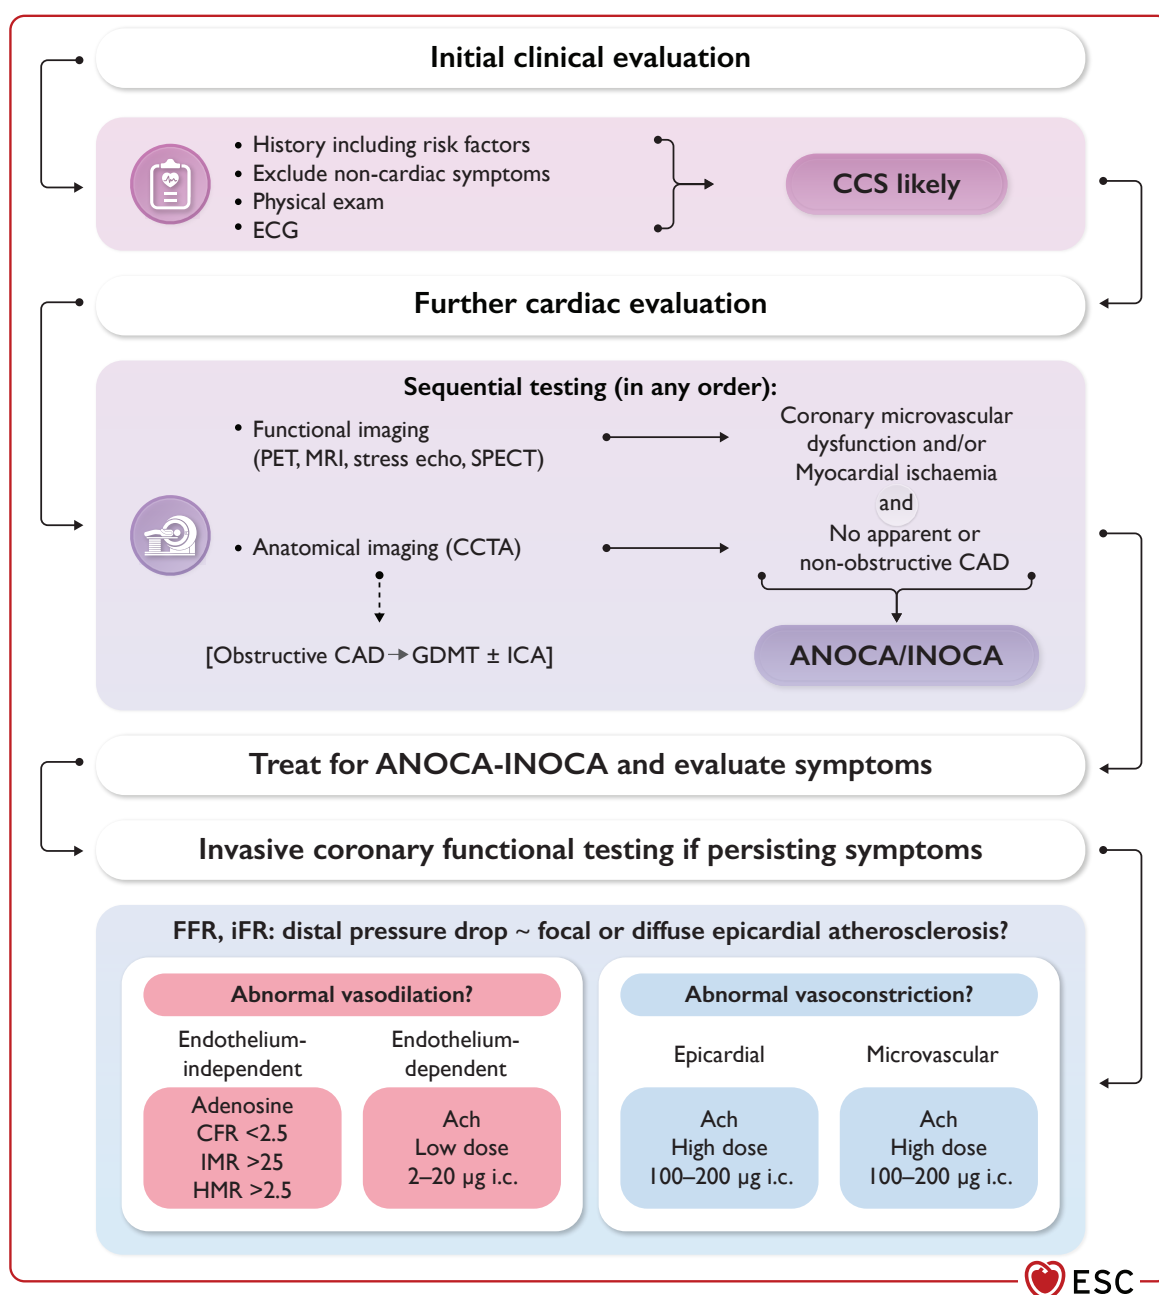 Initial clinical evaluation
• History including risk factors
• Exclude non-cardiac symptoms
• Physical exam
• ECG
CCS likely
Further cardiac evaluation
Sequential testing (in any order):
• Functional imaging
(PET, MRI, stress echo, SPECT)
Coronary microvascular
dysfunction and/or
Myocardial ischaemia
and
No apparent or
non-obstructive CAD
• Anatomical imaging (CCTA)
[Obstructive CAD → GDMT ± ICA]
ANOCA/INOCA
Treat for ANOCA-INOCA and evaluate symptoms
Invasive coronary functional testing if persisting symptoms
FFR, iFR: distal pressure drop ~ focal or diffuse epicardial atherosclerosis?
Abnormal vasodilation?
Endothelium-
independent
Adenosine
CFR <2.5
IMR >25
HMR >2.5
Endothelium-
dependent
Ach
Low dose
2–20 µg i.c.
Abnormal vasoconstriction?
Epicardial
Ach
High dose
100–200 µg i.c.
Microvascular
Ach
High dose
100–200 µg i.c.
ESC